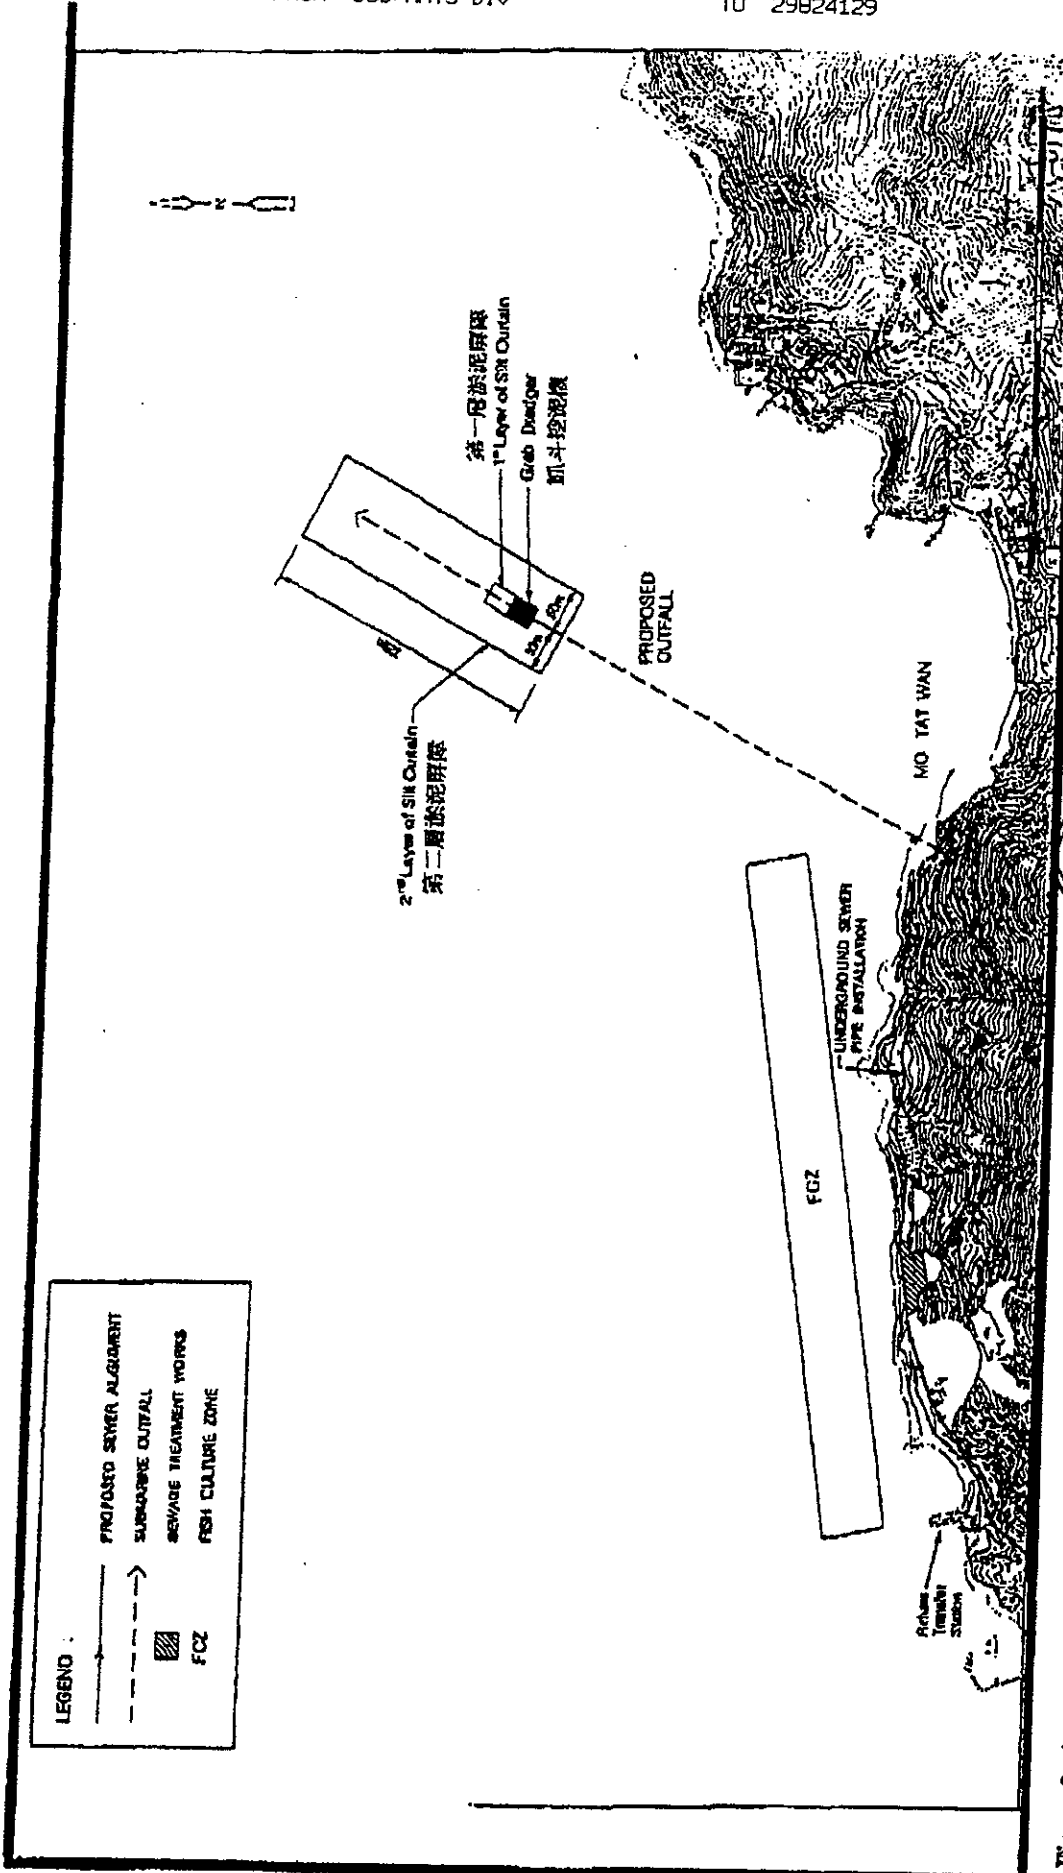 TO 29824129
LEGEND :
PROPOSED SEWER ALIGNMENT
SUBMARINE OUTFALL
SEWAGE TREATMENT WORKS
FCZ FISH CULTURE ZONE
第一層淤泥屏障
1st Layer of Silt Curtain
Grab Dredger
抓斗挖泥機
2nd Layer of Silt Curtain
第二層淤泥屏障
50m
PROPOSED
OUTFALL
MO TAT WAN
UNDERGROUND SEWER
PIPE INSTALLATION
FCZ
Refuse
Transfer
Station